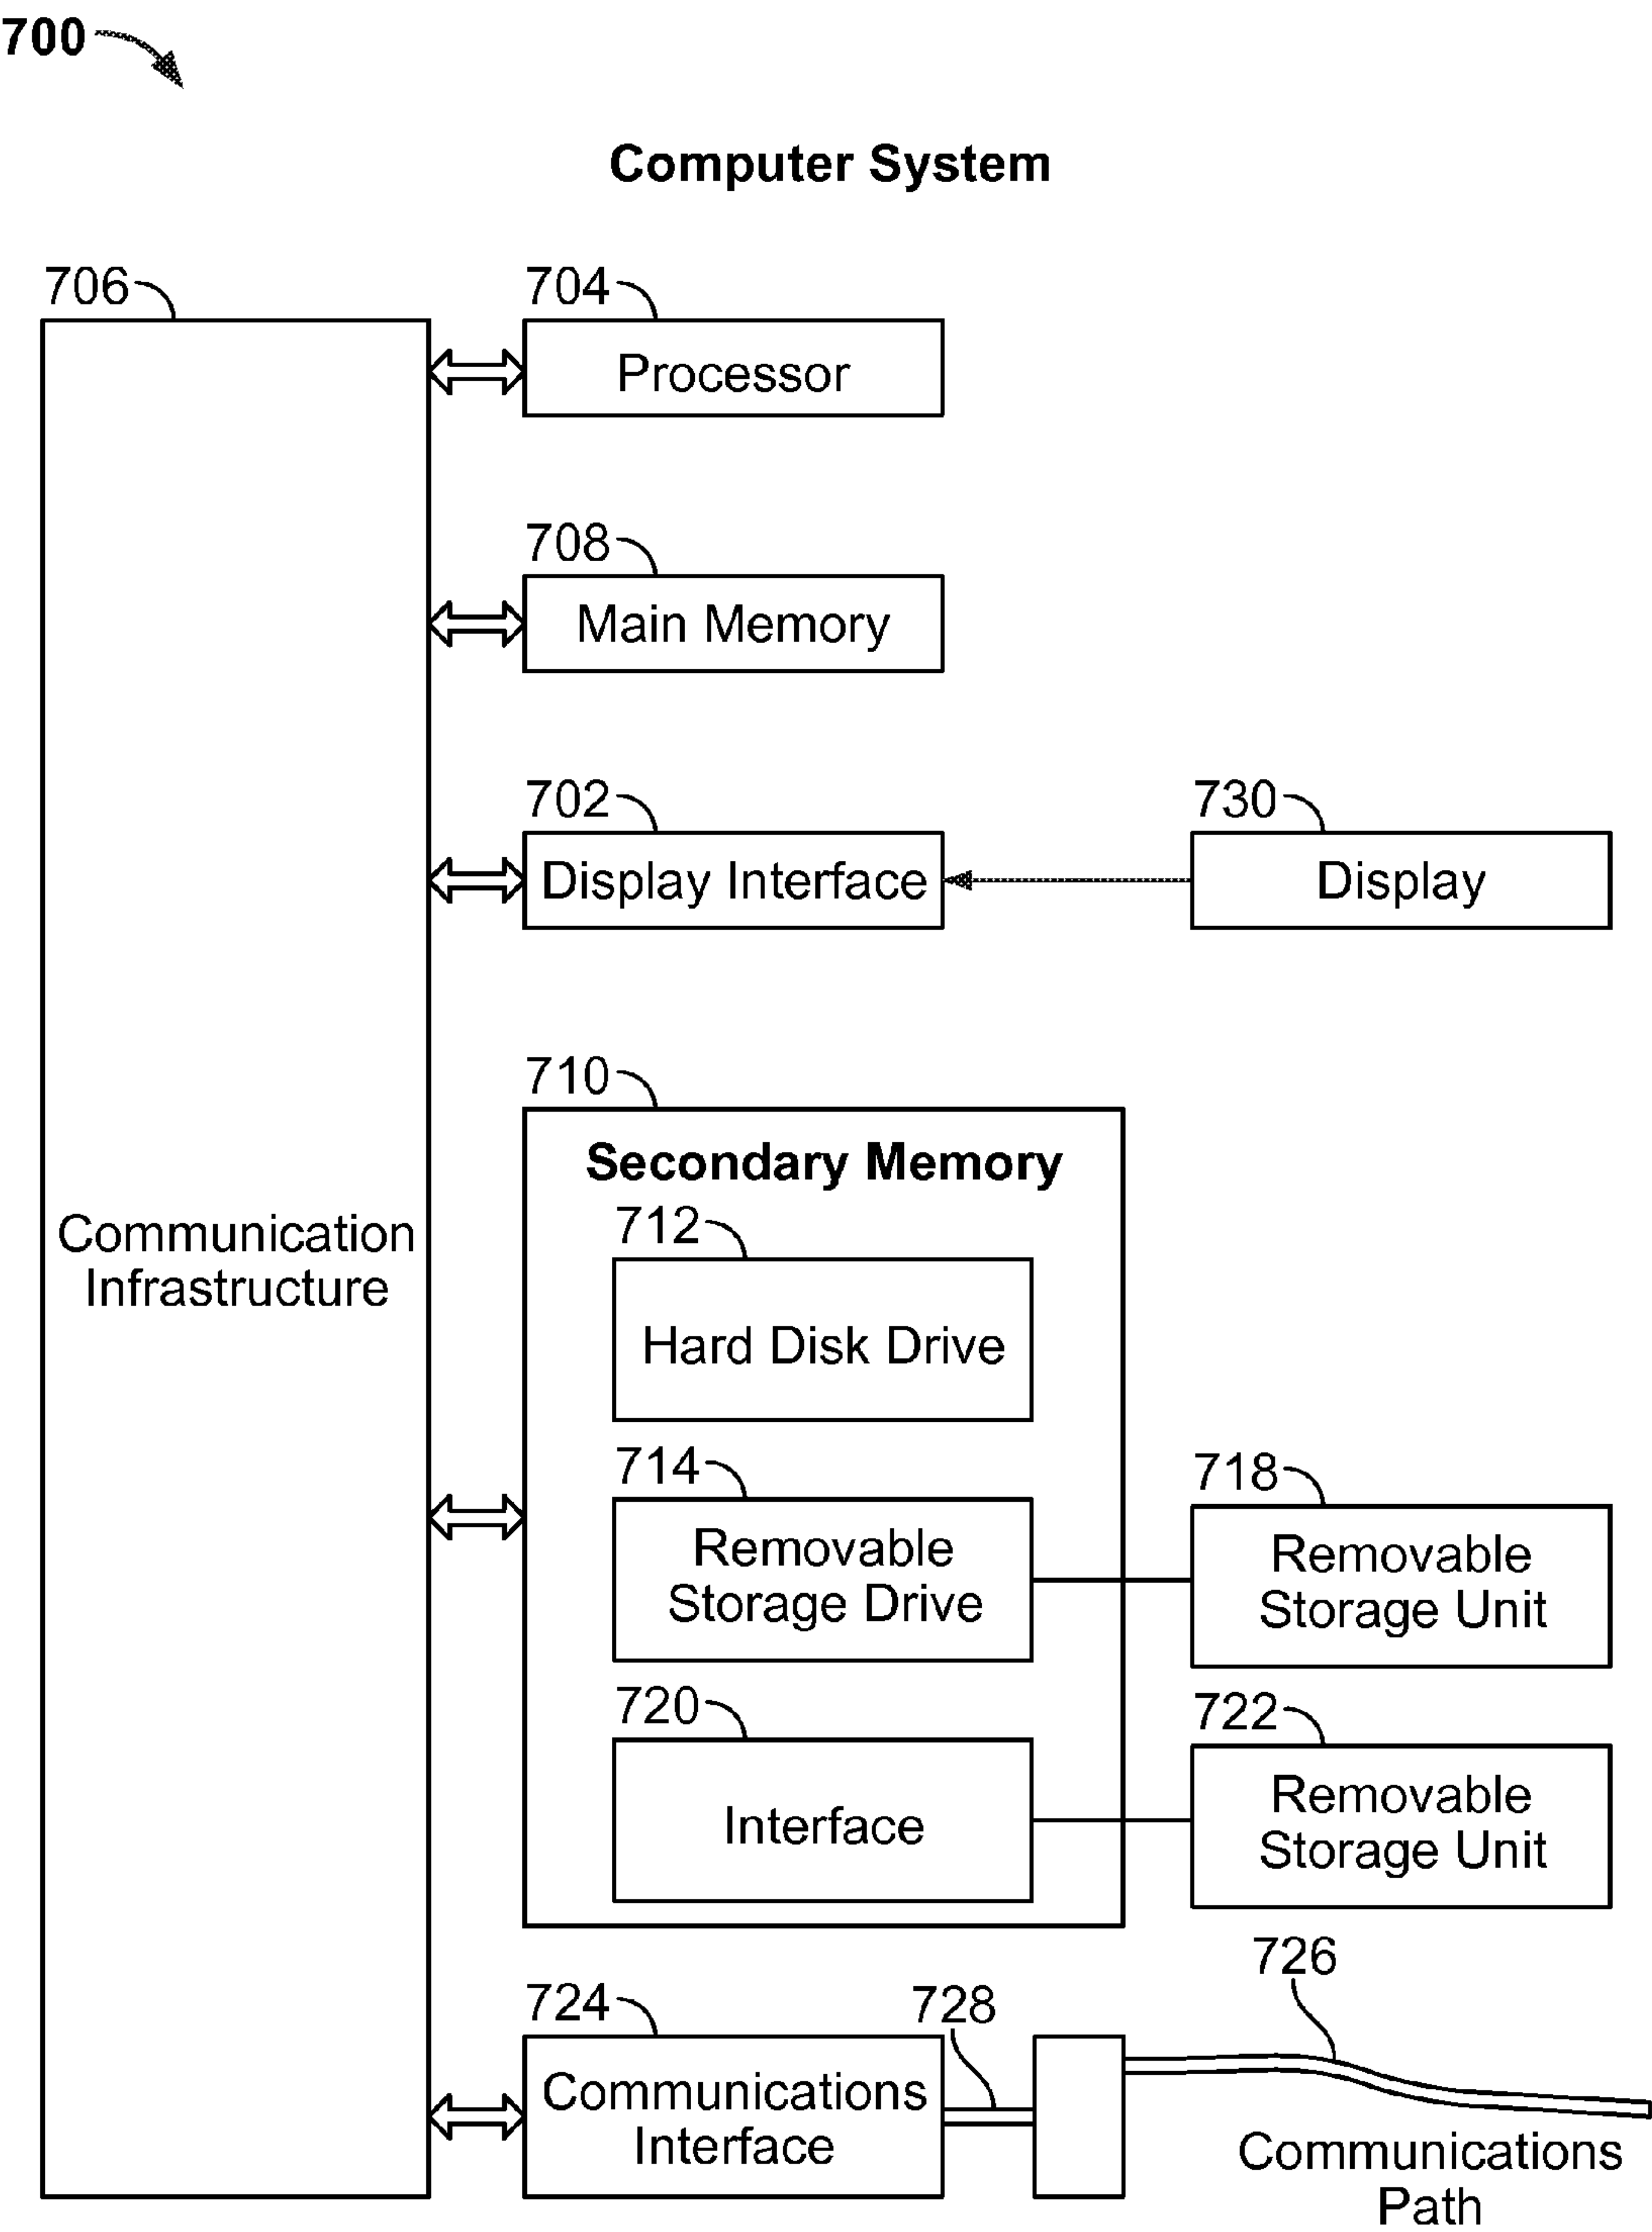 700
Computer System
706
704
Processor
708
Main Memory
702
Display Interface
730
Display
710
Secondary Memory
Communication
Infrastructure
712
Hard Disk Drive
714
Removable
Storage Drive
718
Removable
Storage Unit
720
Interface
722
Removable
Storage Unit
724
Communications
Interface
728
726
Communications
Path